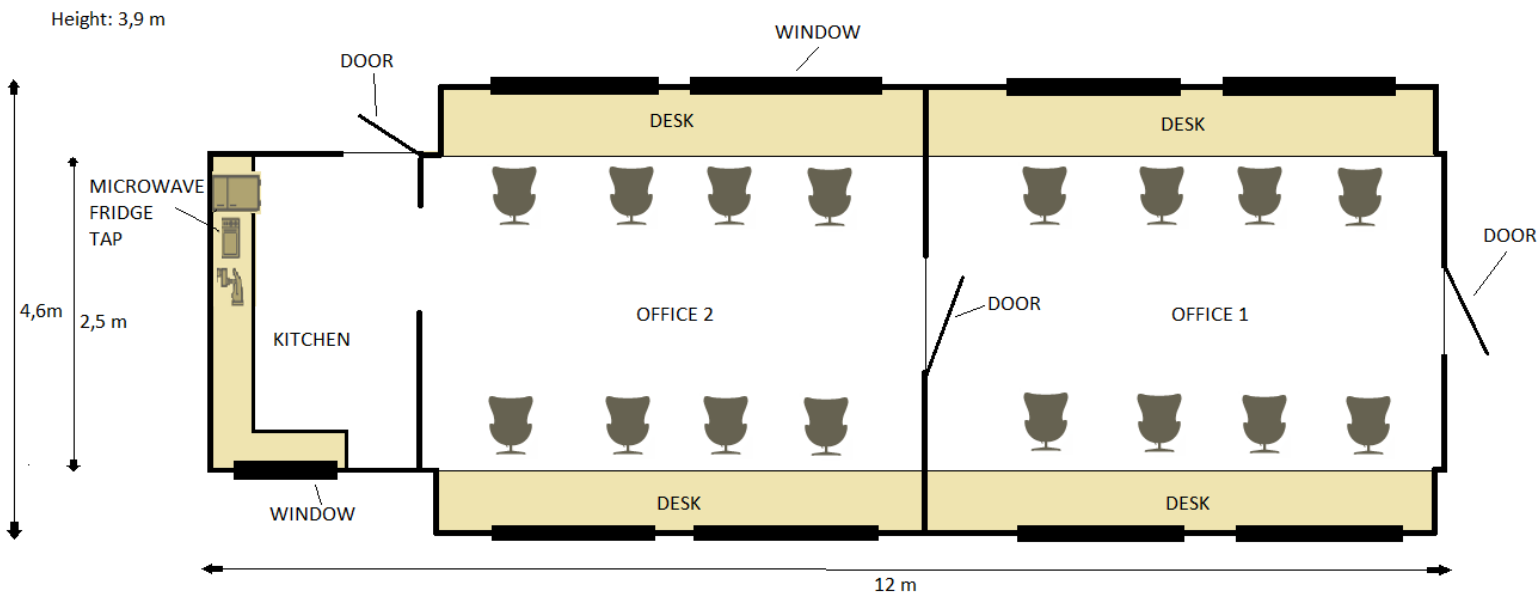 Height: 3,9 m
WINDOW
DOOR
DESK
DESK
MICROWAVE
FRIDGE
TAP
DOOR
4,6m
2,5 m
KITCHEN
OFFICE 2
DOOR
OFFICE 1
DESK
DESK
WINDOW
12 m